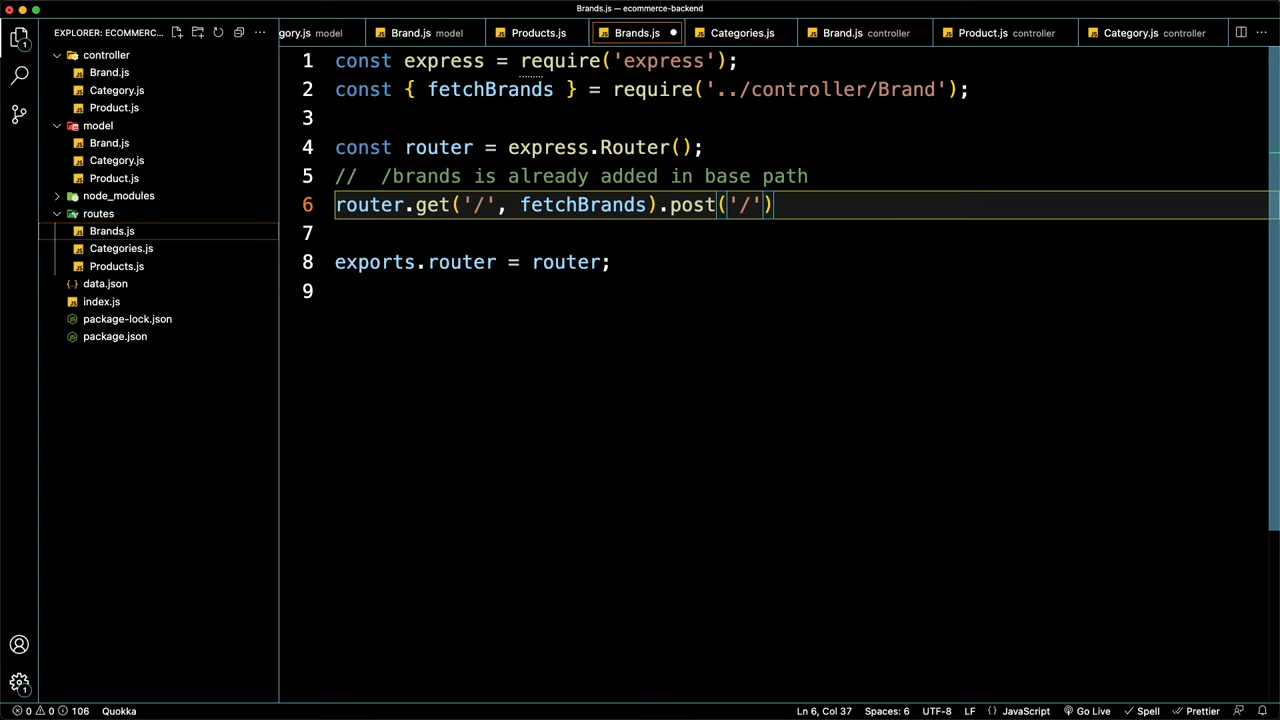 Brands.js — ecommerce-backend
EXPLORER: ECOMMERC...
gory.js model
Brand.js model
Products.js
Brands.js
Categories.js
Brand.js controller
Product.js controller
Category.js controller
controller
Brand.js
Category.js
Product.js
model
Brand.js
Category.js
Product.js
node_modules
routes
Brands.js
Categories.js
Products.js
data.json
index.js
package-lock.json
package.json
1 const express = require('express');
2 const { fetchBrands } = require('../controller/Brand');
3
4 const router = express.Router();
5 //  /brands is already added in base path
6 router.get('/', fetchBrands).post('/')
7
8 exports.router = router;
9
1
1
0 0 106 Quokka
Ln 6, Col 37 Spaces: 6 UTF-8 LF {} JavaScript Go Live Spell Prettier